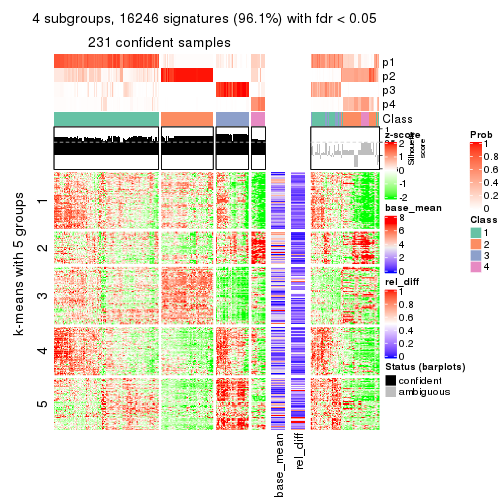 4 subgroups, 16246 signatures (96.1%) with fdr < 0.05
231 confident samples
p1
p2
p3
p4
Class
1
Silhouette
score
k-means with 5 groups
1
2
3
4
5
base_mean
rel_diff
z-score
2
1
0
-1
-2
base_mean
8
6
4
2
0
rel_diff
1
0.8
0.6
0.4
0.2
0
Status (barplots)
confident
ambiguous
Prob
1
0.8
0.6
0.4
0.2
0
Class
1
2
3
4